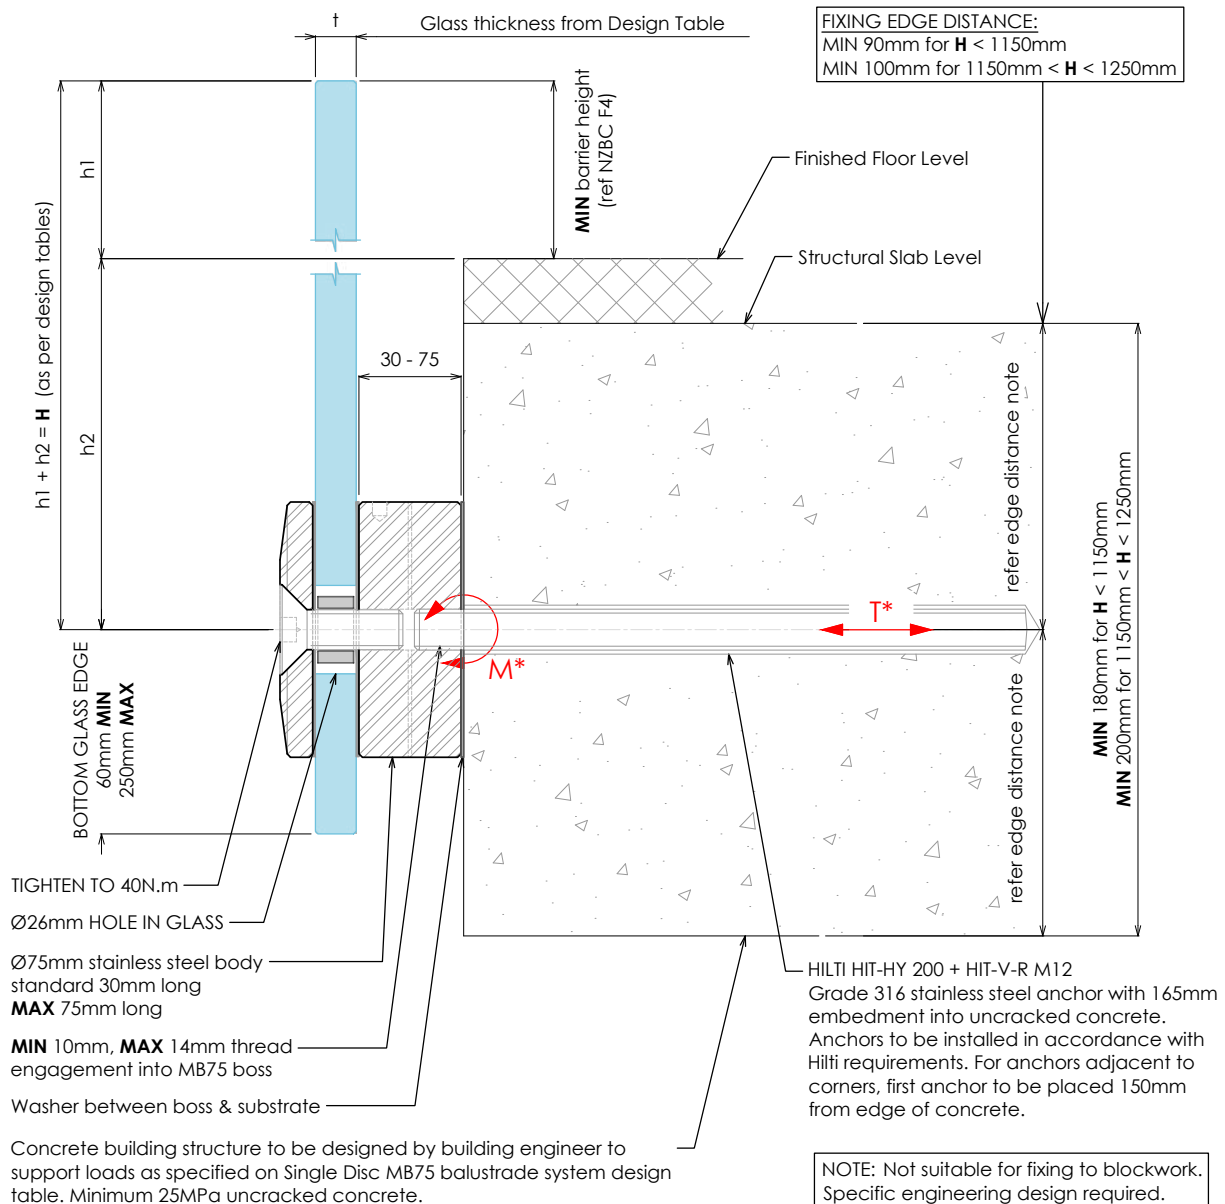 t
Glass thickness from Design Table
FIXING EDGE DISTANCE:
MIN 90mm for H < 1150mm
MIN 100mm for 1150mm < H < 1250mm
h1
MIN barrier height
(ref NZBC F4)
Finished Floor Level
Structural Slab Level
h1 + h2 = H (as per design tables)
h2
30 - 75
refer edge distance note
MIN 180mm for H < 1150mm
MIN 200mm for 1150mm < H < 1250mm
T*
M*
refer edge distance note
BOTTOM GLASS EDGE
60mm MIN
250mm MAX
TIGHTEN TO 40N.m
Ø26mm HOLE IN GLASS
Ø75mm stainless steel body
standard 30mm long
MAX 75mm long
MIN 10mm, MAX 14mm thread
engagement into MB75 boss
Washer between boss & substrate
Concrete building structure to be designed by building engineer to
support loads as specified on Single Disc MB75 balustrade system design
table. Minimum 25MPa uncracked concrete.
HILTI HIT-HY 200 + HIT-V-R M12
Grade 316 stainless steel anchor with 165mm
embedment into uncracked concrete.
Anchors to be installed in accordance with
Hilti requirements. For anchors adjacent to
corners, first anchor to be placed 150mm
from edge of concrete.
NOTE: Not suitable for fixing to blockwork.
Specific engineering design required.